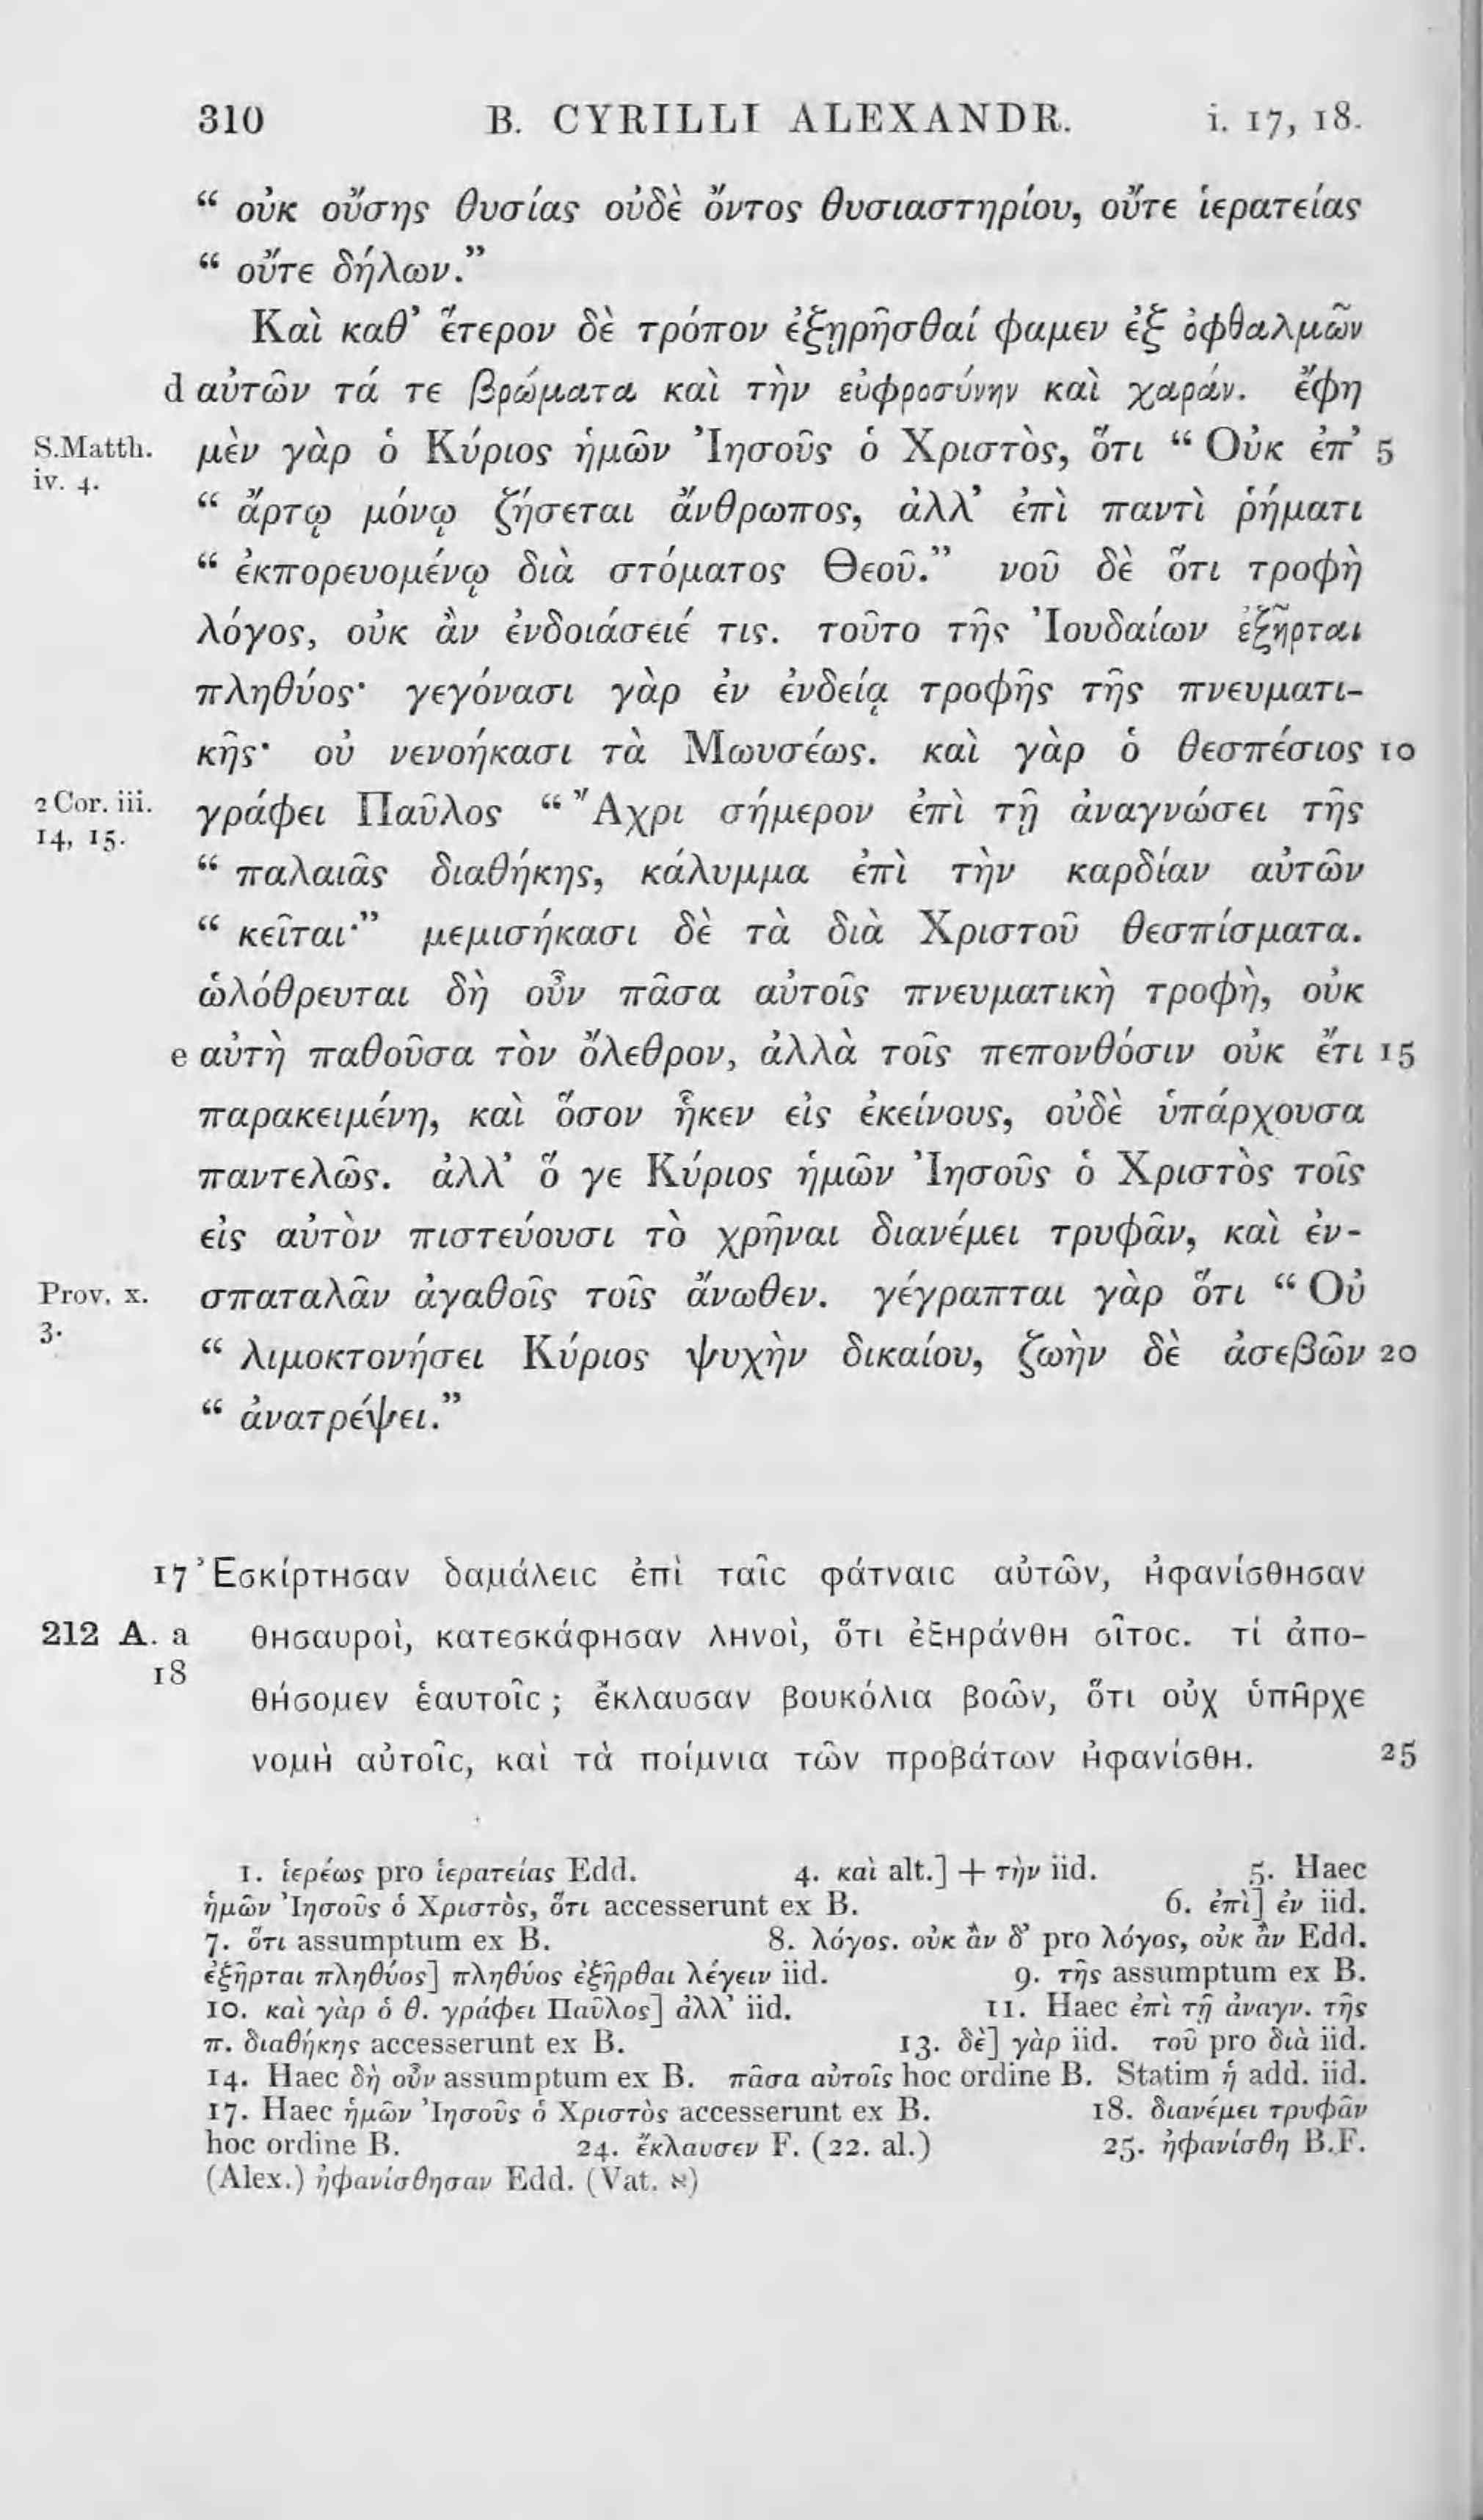 310 B. CYRILLI ALEXANDR. i. 17, 18.
“ οὐκ οὔσης θυσίας οὐδὲ ὄντος θυσιαστηρίου, οὔτε ἱερατείας
“ οὔτε δήλων.”
Καὶ καθ’ ἕτερον δὲ τρόπον ἐξῃρῆσθαί φαμεν ἐξ ὀφθαλμῶν
d αὐτῶν τά τε βρώματα καὶ τὴν εὐφροσύνην καὶ χαράν. ἔφη
S.Matth. iv. 4. μὲν γὰρ ὁ Κύριος ἡμῶν Ἰησοῦς ὁ Χριστὸς, ὅτι “ Οὐκ ἐπ’ 5
“ ἄρτῳ μόνῳ ζήσεται ἄνθρωπος, ἀλλ’ ἐπὶ παντὶ ῥήματι
“ ἐκπορευομένῳ διὰ στόματος Θεοῦ.” νοῦ δὲ ὅτι τροφὴ
λόγος, οὐκ ἂν ἐνδοιάσειέ τις. τοῦτο τῆς Ἰουδαίων ἐξῆρται
πληθύος· γεγόνασι γὰρ ἐν ἐνδείᾳ τροφῆς τῆς πνευματι-
κῆς· οὐ νενοήκασι τὰ Μωυσέως. καὶ γὰρ ὁ θεσπέσιος 10
2 Cor. iii. 14, 15. γράφει Παῦλος “ Ἄχρι σήμερον ἐπὶ τῇ ἀναγνώσει τῆς
“ παλαιᾶς διαθήκης, κάλυμμα ἐπὶ τὴν καρδίαν αὐτῶν
“ κεῖται·” μεμισήκασι δὲ τὰ διὰ Χριστοῦ θεσπίσματα.
ὠλόθρευται δὴ οὖν πᾶσα αὐτοῖς πνευματικὴ τροφὴ, οὐκ
e αὐτὴ παθοῦσα τὸν ὄλεθρον, ἀλλὰ τοῖς πεπονθόσιν οὐκ ἔτι 15
παρακειμένη, καὶ ὅσον ἧκεν εἰς ἐκείνους, οὐδὲ ὑπάρχουσα
παντελῶς. ἀλλ’ ὅ γε Κύριος ἡμῶν Ἰησοῦς ὁ Χριστὸς τοῖς
εἰς αὐτὸν πιστεύουσι τὸ χρῆναι διανέμει τρυφᾶν, καὶ ἐν-
Prov. x. 3. σπαταλᾶν ἀγαθοῖς τοῖς ἄνωθεν. γέγραπται γὰρ ὅτι “ Οὐ
“ λιμοκτονήσει Κύριος ψυχὴν δικαίου, ζωὴν δὲ ἀσεβῶν 20
“ ἀνατρέψει.”
17 Ἐσκίρτησαν δαμάλεις ἐπὶ ταῖς φάτναις αὐτῶν, ἠφανίσθησαν
212 A. a θησαυροὶ, κατεσκάφησαν ληνοὶ, ὅτι ἐξηράνθη σῖτος. τί ἀπο-
18 θήσομεν ἑαυτοῖς ; ἔκλαυσαν βουκόλια βοῶν, ὅτι οὐχ ὑπῆρχε
νομὴ αὐτοῖς, καὶ τὰ ποίμνια τῶν προβάτων ἠφανίσθη. 25
1. ἱερέως pro ἱερατείας Edd. 4. καὶ alt.] + τὴν iid. 5. Haec
ἡμῶν Ἰησοῦς ὁ Χριστὸς, ὅτι accesserunt ex B. 6. ἐπὶ] ἐν iid.
7. ὅτι assumptum ex B. 8. λόγος. οὐκ ἂν δ’ pro λόγος, οὐκ ἂν Edd.
ἐξῆρται πληθύος] πληθύος ἐξῆρθαι λέγειν iid. 9. τῆς assumptum ex B.
10. καὶ γὰρ ὁ θ. γράφει Παῦλος] ἀλλ’ iid. 11. Haec ἐπὶ τῇ ἀναγν. τῆς
π. διαθήκης accesserunt ex B. 13. δὲ] γὰρ iid. τοῦ pro διὰ iid.
14. Haec δὴ οὖν assumptum ex B. πᾶσα αὐτοῖς hoc ordine B. Statim ἡ add. iid.
17. Haec ἡμῶν Ἰησοῦς ὁ Χριστὸς accesserunt ex B. 18. διανέμει τρυφᾶν
hoc ordine B. 24. ἔκλαυσεν F. (22. al.) 25. ἠφανίσθη B.F.
(Alex.) ἠφανίσθησαν Edd. (Vat. א)